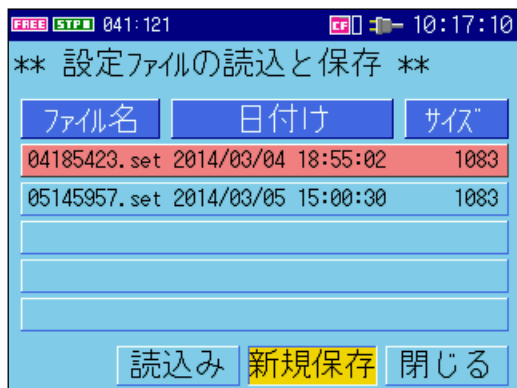 FREE STP 041:121 CF 10:17:10
** 設定ファイルの読込と保存 **
ファイル名 日付け サイズ
04185423.set 2014/03/04 18:55:02 1083
05145957.set 2014/03/05 15:00:30 1083
読込み 新規保存 閉じる